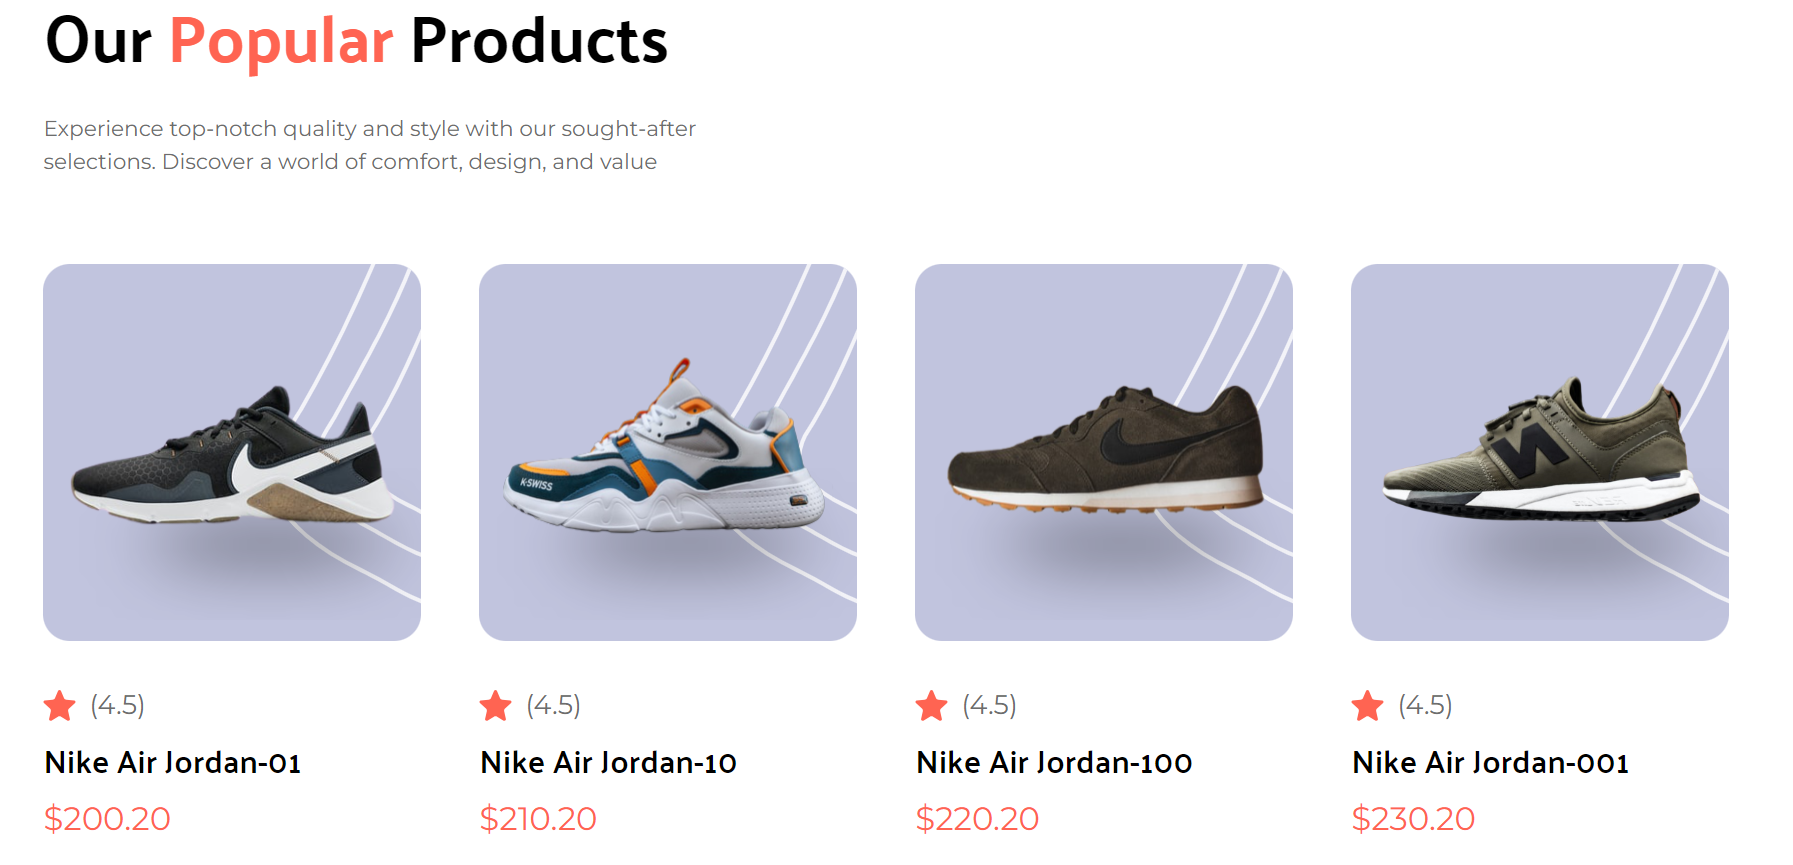 Our Popular Products
Experience top-notch quality and style with our sought-after
selections. Discover a world of comfort, design, and value
K-SWISS
N
(4.5)
(4.5)
(4.5)
(4.5)
Nike Air Jordan-01
Nike Air Jordan-10
Nike Air Jordan-100
Nike Air Jordan-001
$200.20
$210.20
$220.20
$230.20